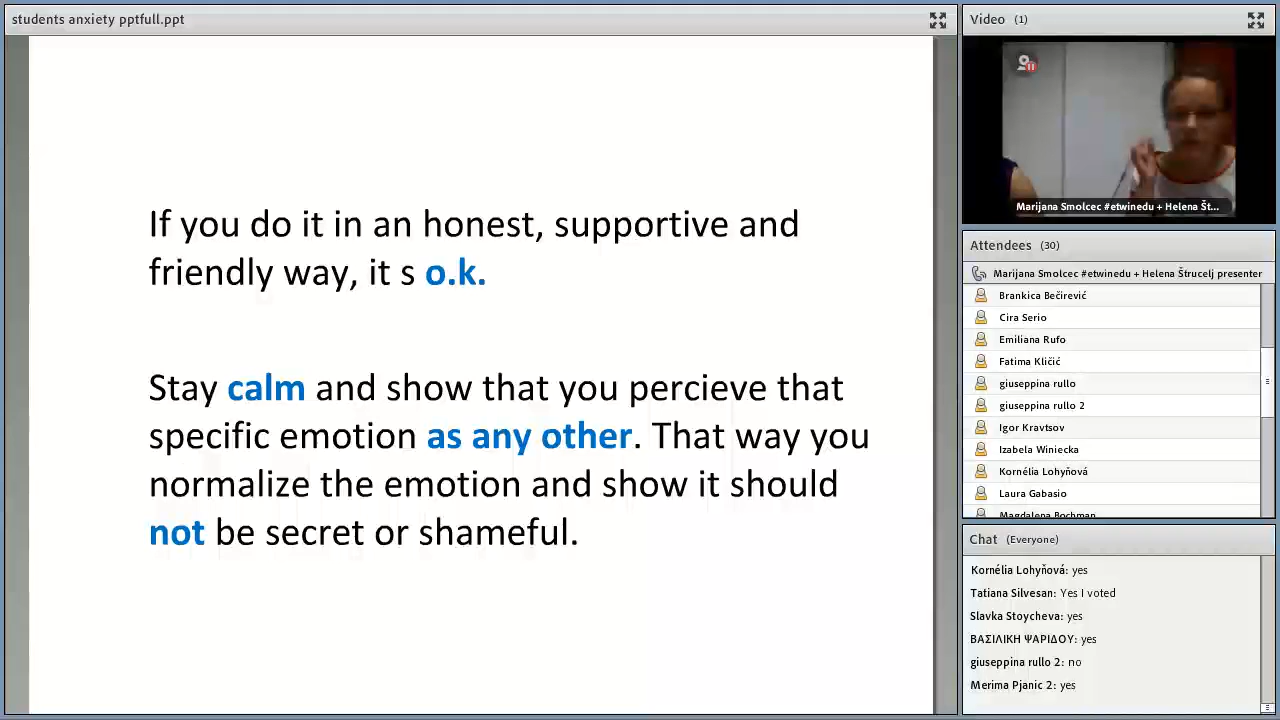 students anxiety pptfull.ppt
If you do it in an honest, supportive and
friendly way, it s o.k.
Stay calm and show that you percieve that
specific emotion as any other. That way you
normalize the emotion and show it should
not be secret or shameful.
Video (1)
Marijana Smolcec #etwinedu + Helena Št...
Attendees (30)
Marijana Smolcec #etwinedu + Helena Štrucelj presenter
Brankica Bečirević
Cira Serio
Emiliana Rufo
Fatima Kličić
giuseppina rullo
giuseppina rullo 2
Igor Kravtsov
Izabela Winiecka
Kornélia Lohyňová
Laura Gabasio
Magdalena Bochman
Chat (Everyone)
Kornélia Lohyňová: yes
Tatiana Silvesan: Yes I voted
Slavka Stoycheva: yes
ΒΑΣΙΛΙΚΗ ΨΑΡΙΔΟΥ: yes
giuseppina rullo 2: no
Merima Pjanic 2: yes